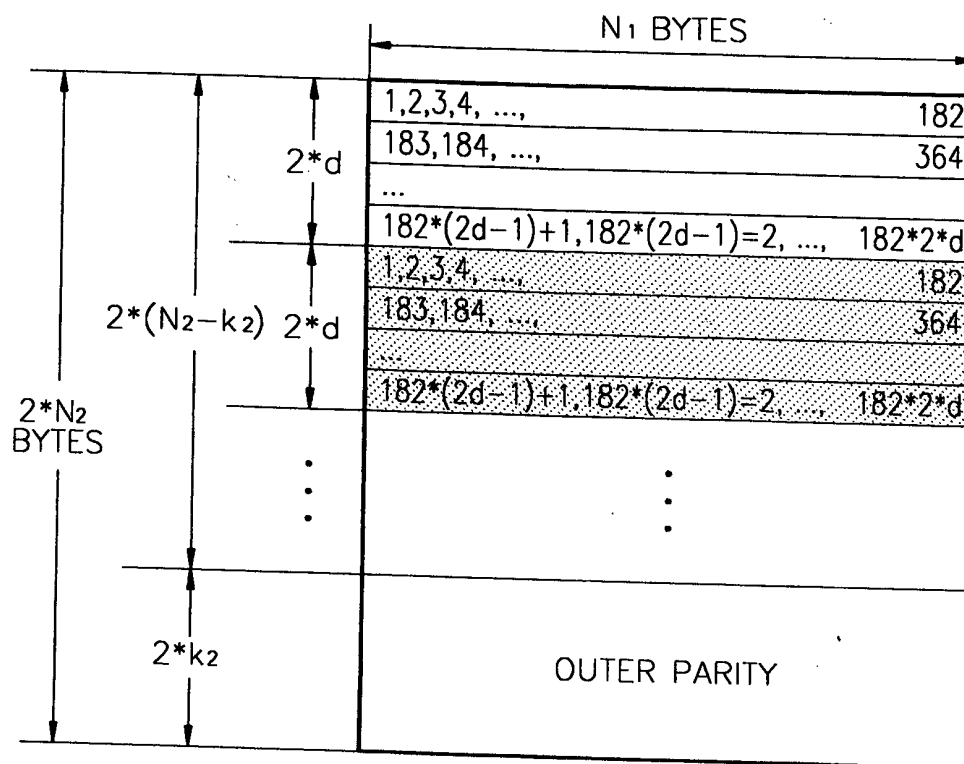 N1 BYTES
1,2,3,4, ..., 182
183,184, ..., 364
...
182*(2d-1)+1,182*(2d-1)=2, ..., 182*2*d
2*d
1,2,3,4, ..., 182
183,184, ..., 364
...
182*(2d-1)+1,182*(2d-1)=2, ..., 182*2*d
2*(N2-k2) 2*d
2*N2
BYTES
2*k2
OUTER PARITY